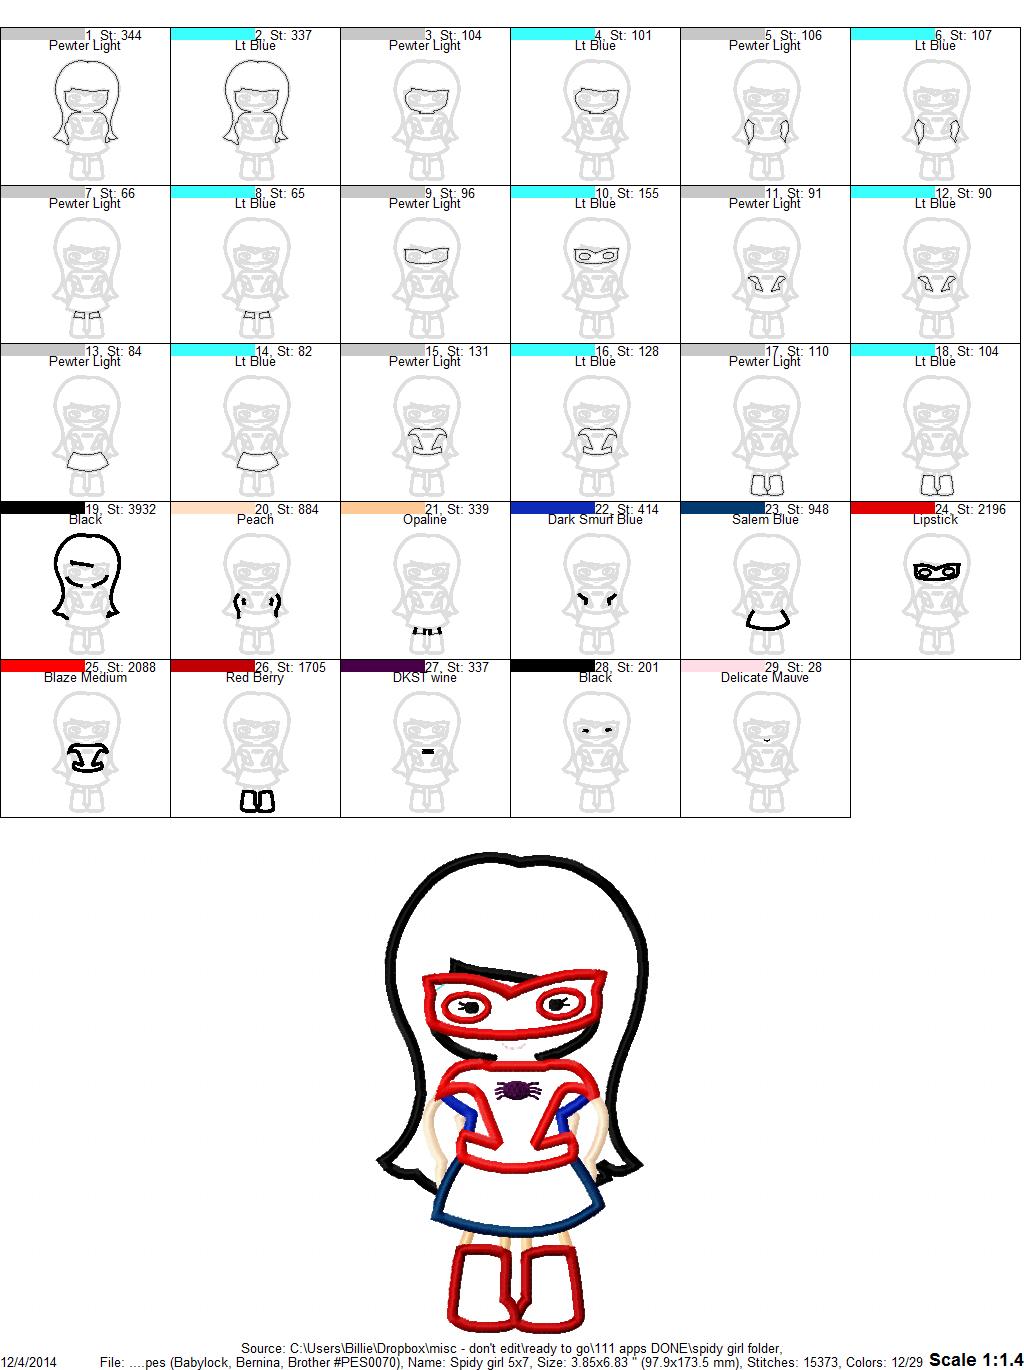 1, St: 344
Pewter Light
2, St: 337
Lt Blue
3, St: 104
Pewter Light
4, St: 101
Lt Blue
5, St: 106
Pewter Light
6, St: 107
Lt Blue
7, St: 66
Pewter Light
8, St: 65
Lt Blue
9, St: 96
Pewter Light
10, St: 155
Lt Blue
11, St: 91
Pewter Light
12, St: 90
Lt Blue
13, St: 84
Pewter Light
14, St: 82
Lt Blue
15, St: 131
Pewter Light
16, St: 128
Lt Blue
17, St: 110
Pewter Light
18, St: 104
Lt Blue
19, St: 3932
Black
20, St: 884
Peach
21, St: 339
Opaline
22, St: 414
Dark Smurf Blue
23, St: 948
Salem Blue
24, St: 2196
Lipstick
25, St: 2088
Blaze Medium
26, St: 1705
Red Berry
27, St: 337
DKST wine
28, St: 201
Black
29, St: 28
Delicate Mauve
Source: C:\Users\Billie\Dropbox\misc - don't edit\ready to go\111 apps DONE\spidy girl folder,
12/4/2014 File: ....pes (Babylock, Bernina, Brother #PES0070), Name: Spidy girl 5x7, Size: 3.85x6.83 " (97.9x173.5 mm), Stitches: 15373, Colors: 12/29 Scale 1:1.4